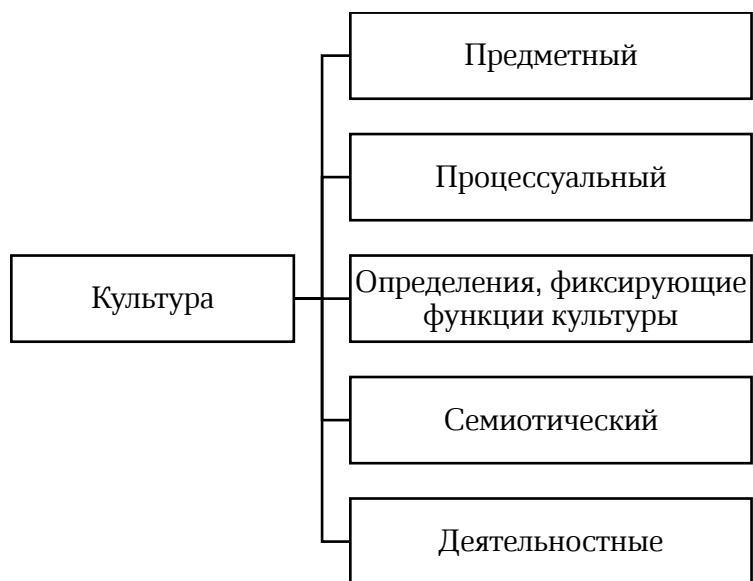 Предметный
Процессуальный
Культура
Определения, фиксирующие
функции культуры
Семиотический
Деятельностные